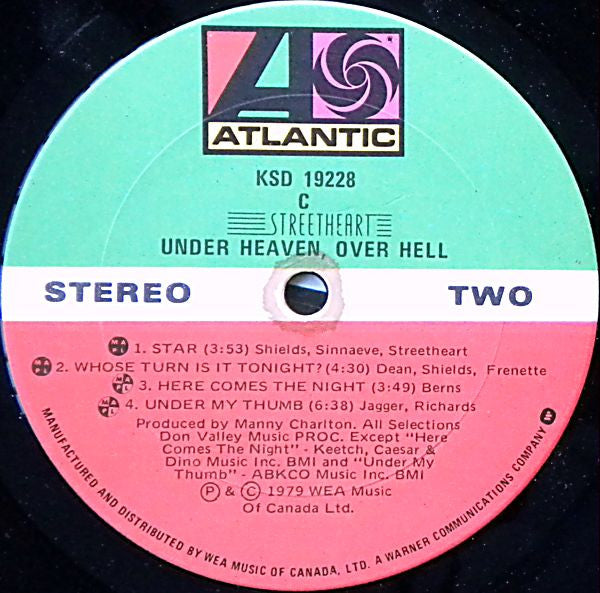 ATLANTIC
KSD 19228
C
STREETHEART
UNDER HEAVEN, OVER HELL
STEREO TWO
1. STAR (3:53) Shields, Sinnaeve, Streetheart
2. WHOSE TURN IS IT TONIGHT? (4:30) Dean, Shields, Frenette
3. HERE COMES THE NIGHT (3:49) Berns
4. UNDER MY THUMB (6:38) Jagger, Richards
Produced by Manny Charlton. All Selections
Don Valley Music PROC. Except "Here
Comes The Night" - Keetch, Caesar &
Dino Music Inc. BMI and "Under My
Thumb" - ABKCO Music Inc. BMI
Ⓟ & © 1979 WEA Music
Of Canada Ltd.
MANUFACTURED AND DISTRIBUTED BY WEA MUSIC OF CANADA, LTD. A WARNER COMMUNICATIONS COMPANY